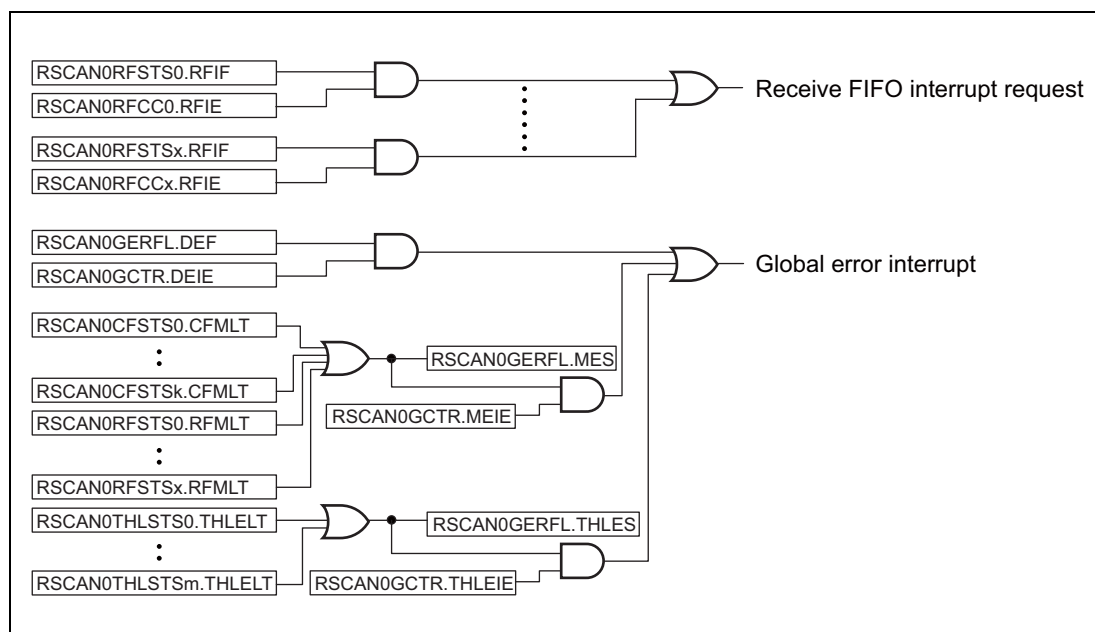 RSCAN0RFSTS0.RFIF
RSCAN0RFCC0.RFIE
Receive FIFO interrupt request
RSCAN0RFSTSx.RFIF
RSCAN0RFCCx.RFIE
RSCAN0GERFL.DEF
RSCAN0GCTR.DEIE
Global error interrupt
RSCAN0CFSTS0.CFMLT
RSCAN0GERFL.MES
RSCAN0CFSTSk.CFMLT
RSCAN0RFSTS0.RFMLT
RSCAN0GCTR.MEIE
RSCAN0RFSTSx.RFMLT
RSCAN0THLSTS0.THLELT
RSCAN0GERFL.THLES
RSCAN0THLSTSm.THLELT
RSCAN0GCTR.THLEIE